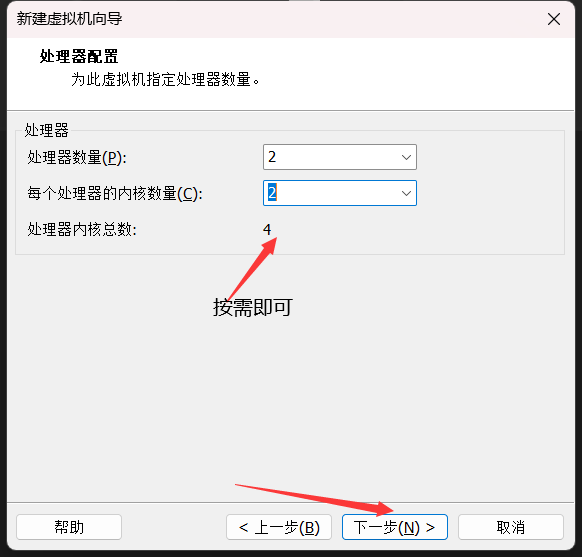 新建虚拟机向导
处理器配置
为此虚拟机指定处理器数量。
处理器
处理器数量(P):
2
每个处理器的内核数量(C):
2
处理器内核总数:
4
按需即可
帮助
< 上一步(B)
下一步(N) >
取消